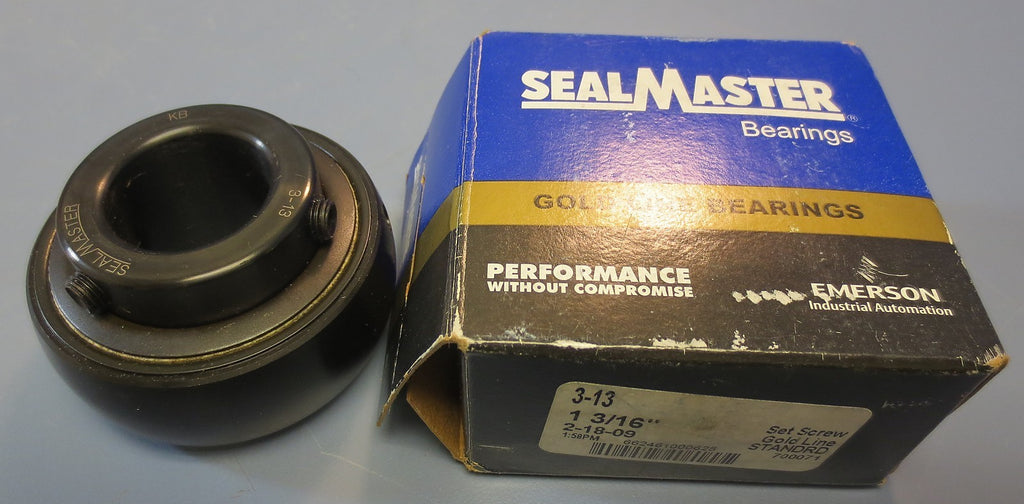 KB
3-13
SEALMASTER
SEALMASTER®
Bearings
GOLD LINE BEARINGS
PERFORMANCE
WITHOUT COMPROMISE
EMERSON
Industrial Automation
3-13
1 3/16"
2-18-09
1:58PM
Set Screw
Gold Line
STANDRD
700071